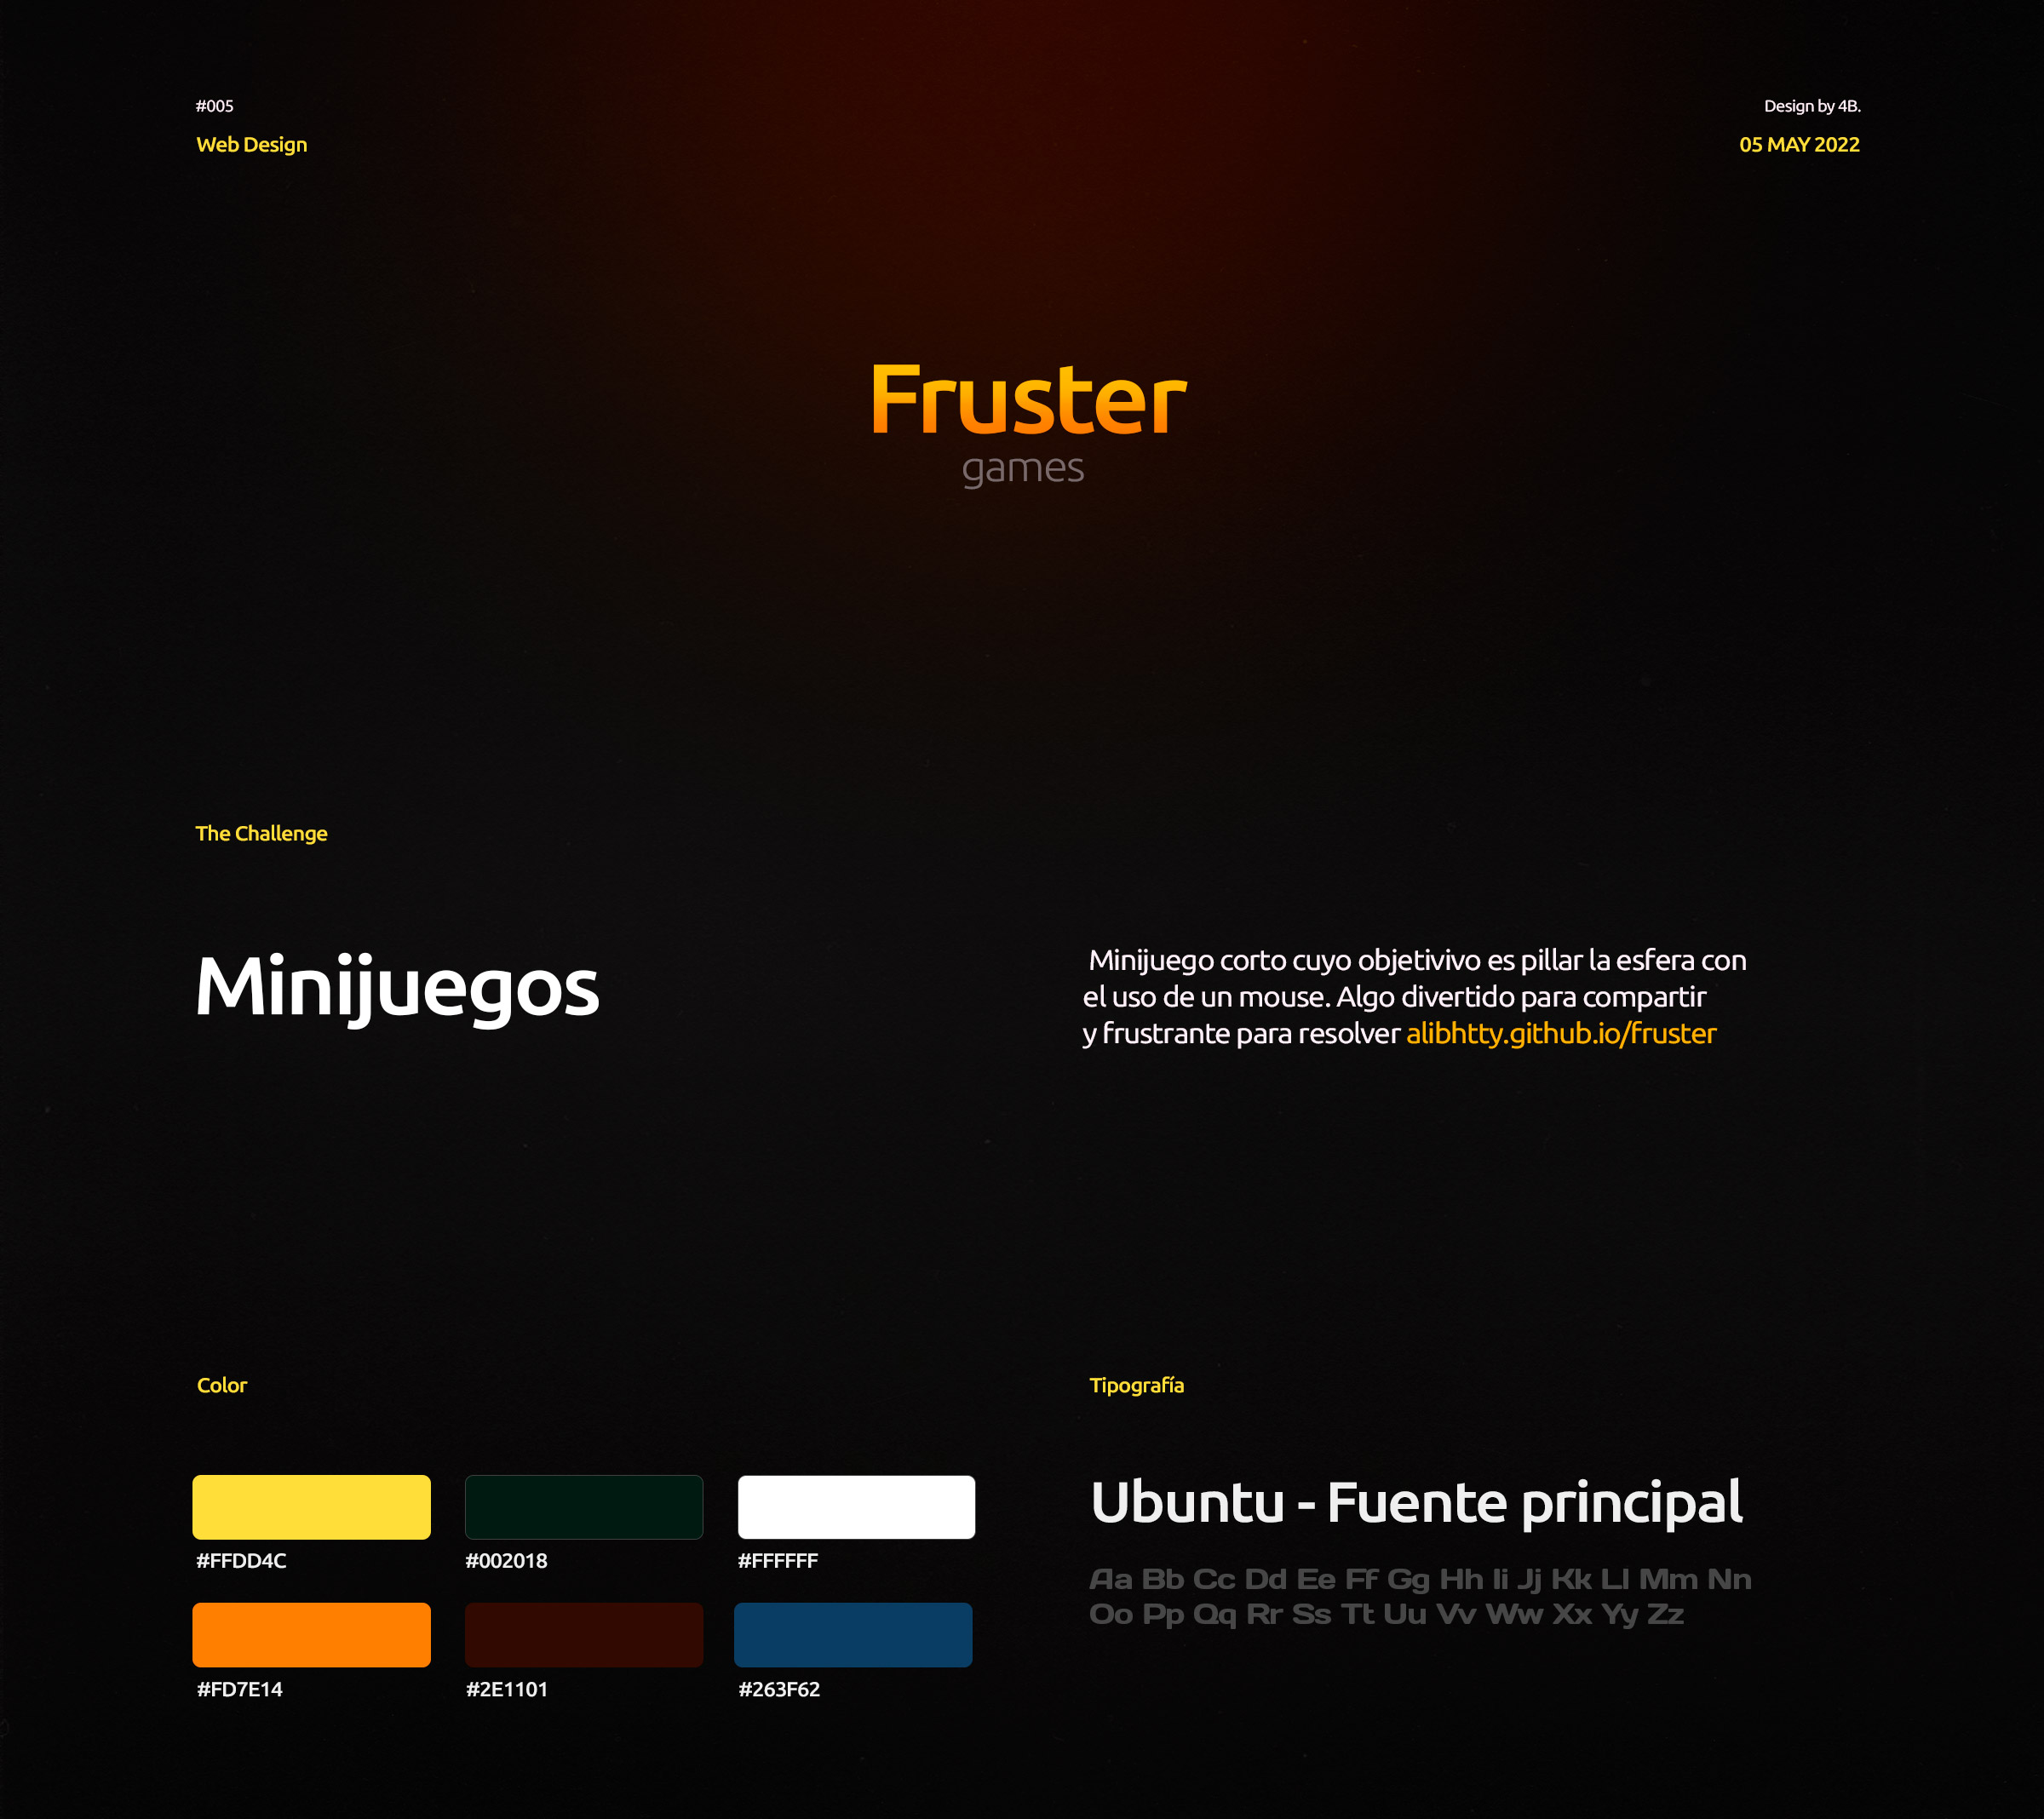 #005
Design by 4B.
Web Design
05 MAY 2022
Fruster
games
The Challenge
Minijuegos
Minijuego corto cuyo objetivivo es pillar la esfera con
el uso de un mouse. Algo divertido para compartir
y frustrante para resolver alibhtty.github.io/fruster
Color
Tipografía
#FFDD4C
#002018
#FFFFFF
#FD7E14
#2E1101
#263F62
Ubuntu - Fuente principal
Aa Bb Cc Dd Ee Ff Gg Hh Ii Jj Kk Ll Mm Nn
Oo Pp Qq Rr Ss Tt Uu Vv Ww Xx Yy Zz